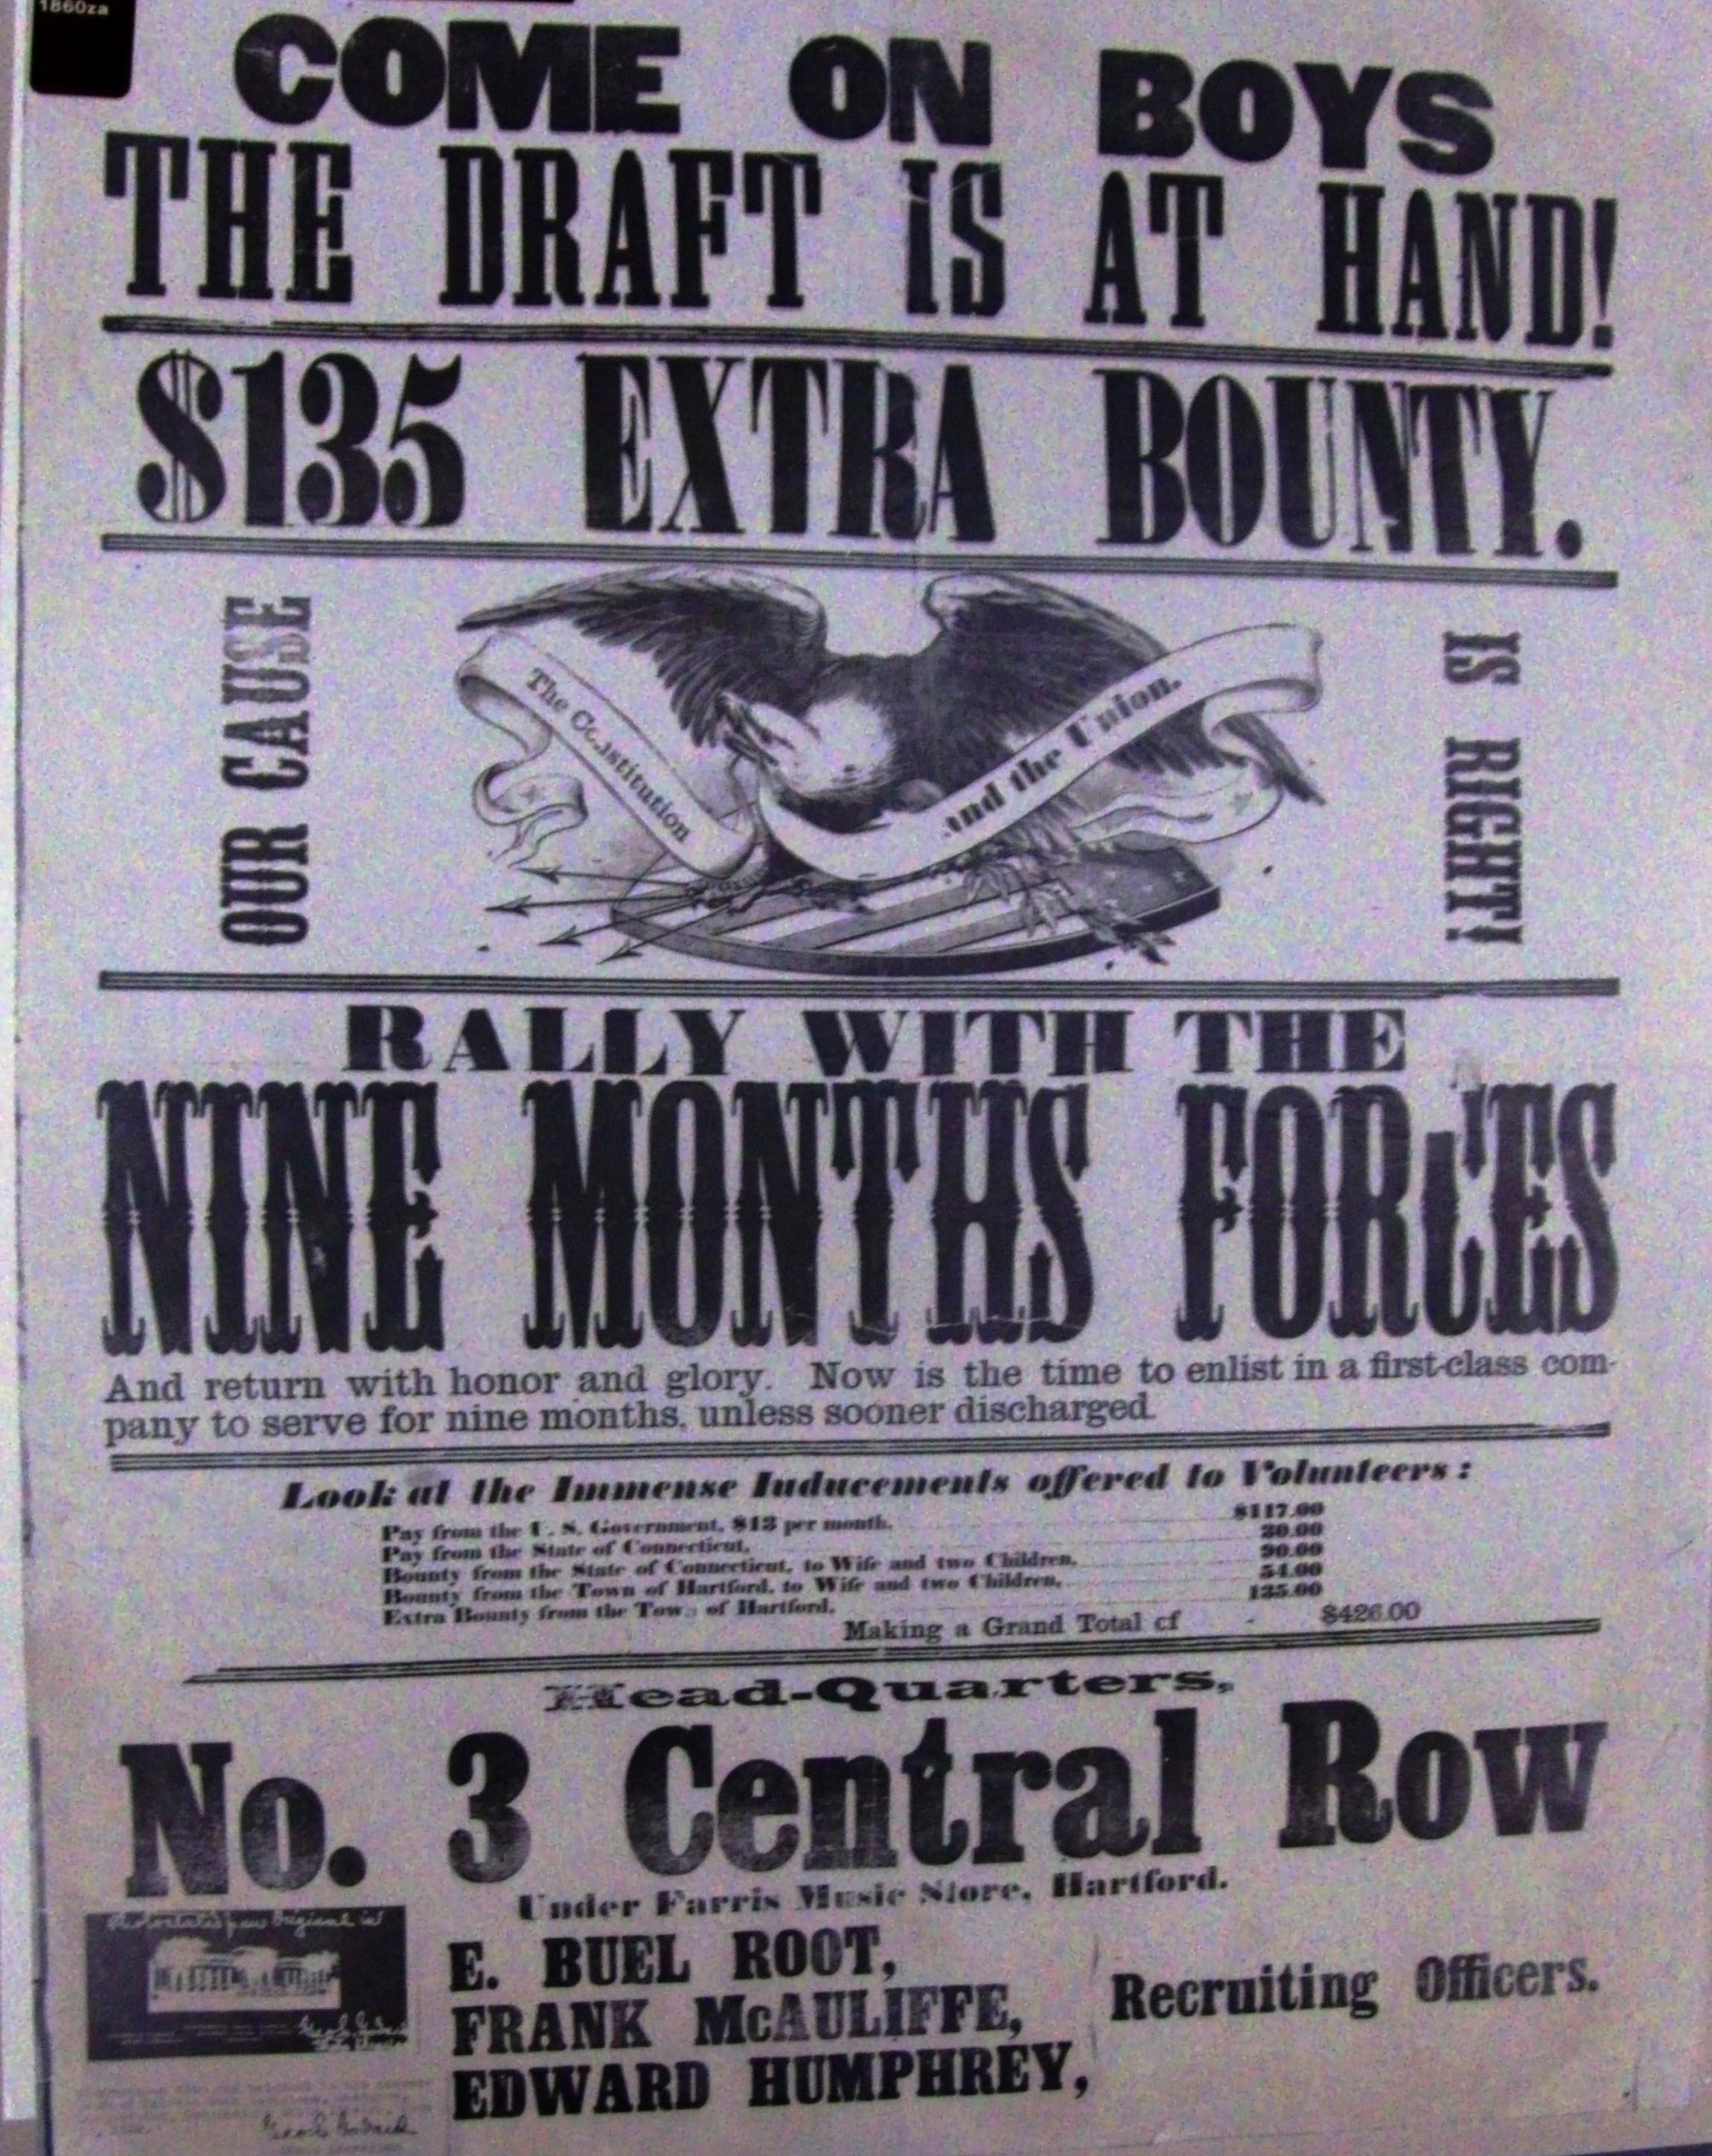 1860za
COME ON BOYS
THE DRAFT IS AT HAND!
$135 EXTRA BOUNTY.
OUR CAUSE
The Constitution
and the Union.
IS RIGHT!
RALLY WITH THE
NINE MONTHS FORCES
And return with honor and glory. Now is the time to enlist in a first-class com-
pany to serve for nine months, unless sooner discharged.
Look at the Immense Inducements offered to Volunteers:
Pay from the U. S. Government, $13 per month, $117.00
Pay from the State of Connecticut, 30.00
Bounty from the State of Connecticut, to Wife and two Children, 90.00
Bounty from the Town of Hartford, to Wife and two Children, 54.00
Extra Bounty from the Town of Hartford, 135.00
Making a Grand Total of - $426.00
Head-Quarters,
No. 3 Central Row
Under Farris Music Store, Hartford.
E. BUEL ROOT,
FRANK McAULIFFE,
EDWARD HUMPHREY,
Recruiting Officers.